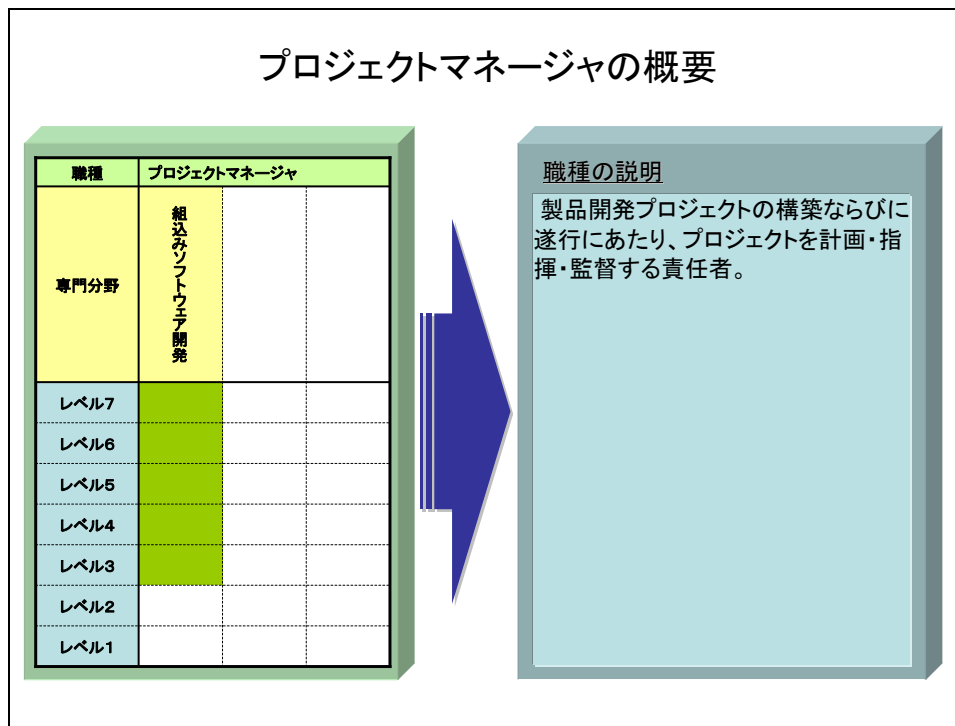 プロジェクトマネージャの概要
職種 プロジェクトマネージャ
専門分野
組込みソフトウェア開発
レベル7
レベル6
レベル5
レベル4
レベル3
レベル2
レベル1
職種の説明
製品開発プロジェクトの構築ならびに
遂行にあたり、プロジェクトを計画・指
揮・監督する責任者。